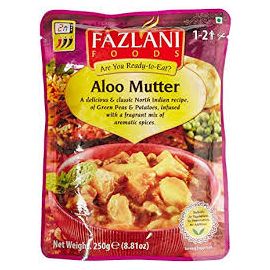 FAZLANI
FOODS
1-2
Are You Ready-to-Eat?
Aloo Mutter
A delicious & classic North Indian recipe,
of Green Peas & Potatoes, infused
with a fragrant mix of
aromatic spices.
Net Weight. 250g℮ (8.81oz)